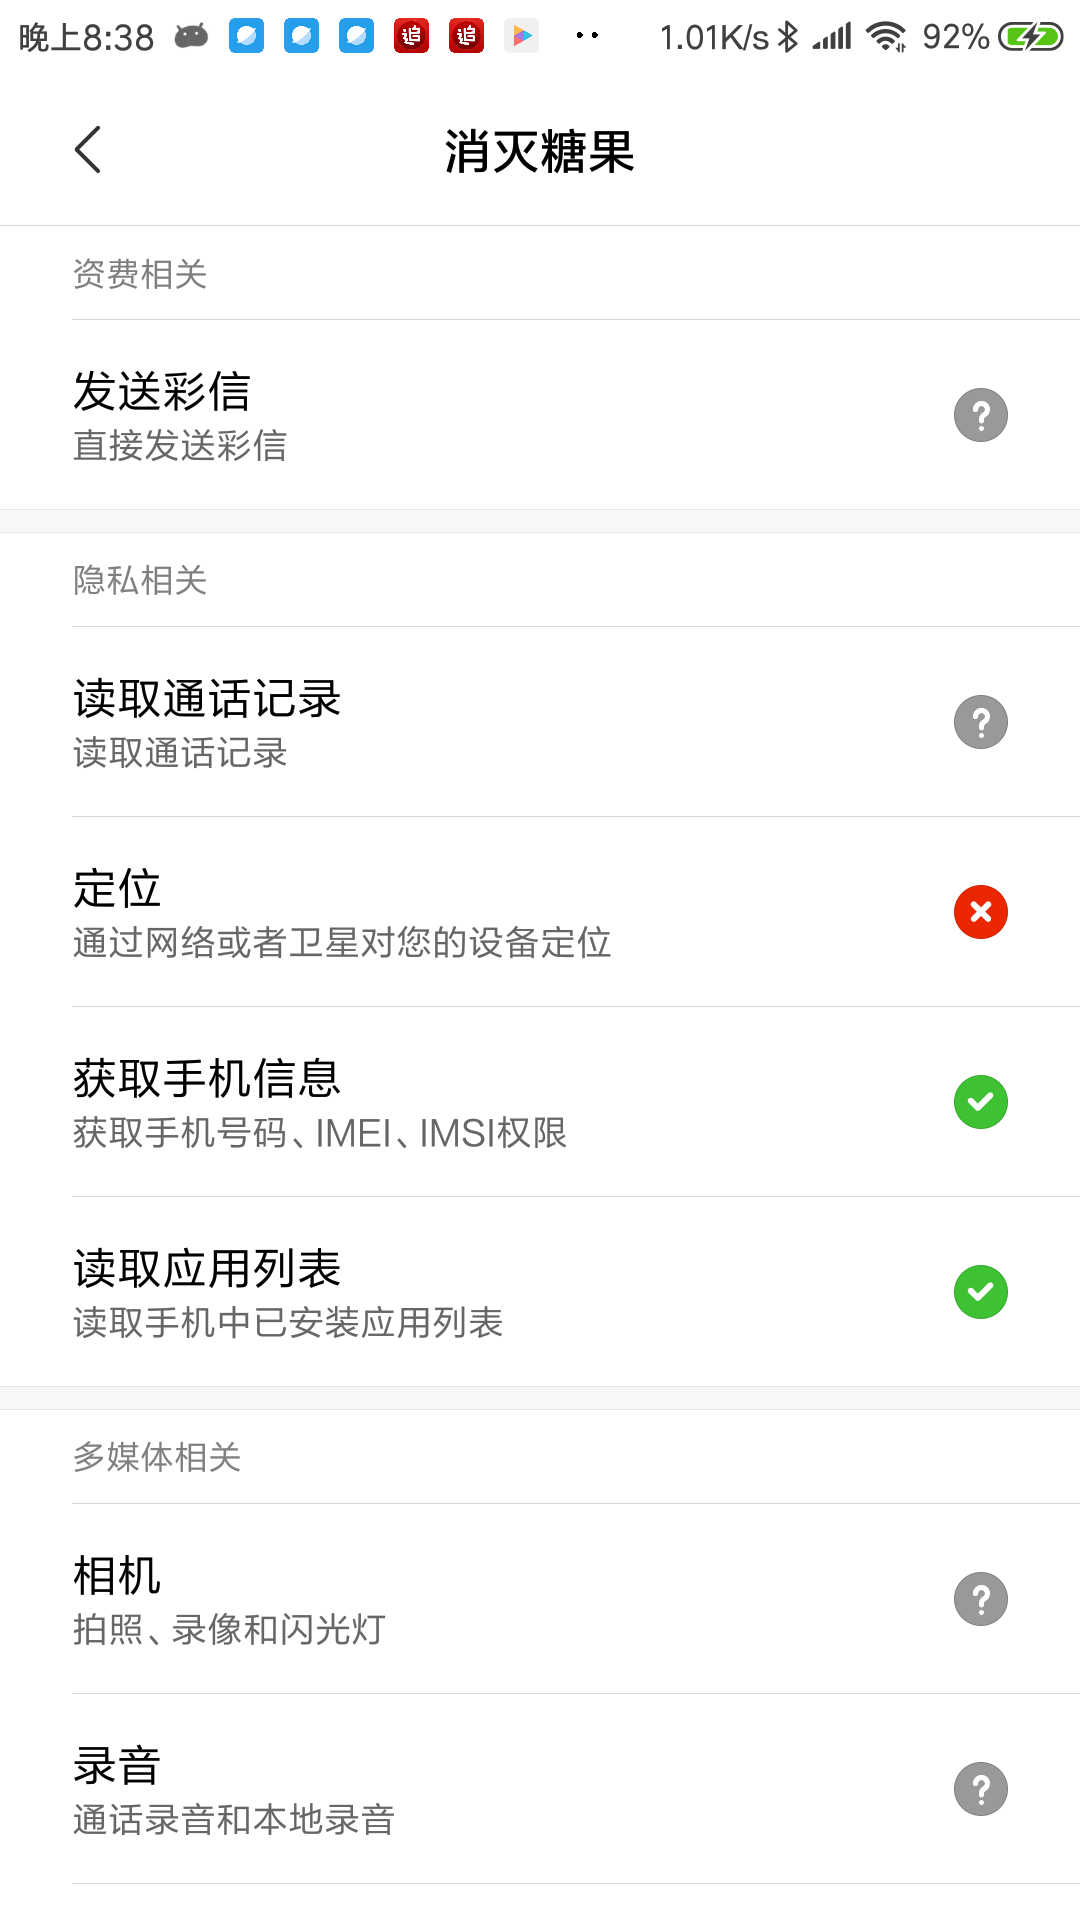 晚上8:38 追 追 1.01K/s 92%
消灭糖果
资费相关
发送彩信
直接发送彩信
隐私相关
读取通话记录
读取通话记录
定位
通过网络或者卫星对您的设备定位
获取手机信息
获取手机号码、IMEI、IMSI权限
读取应用列表
读取手机中已安装应用列表
多媒体相关
相机
拍照、录像和闪光灯
录音
通话录音和本地录音